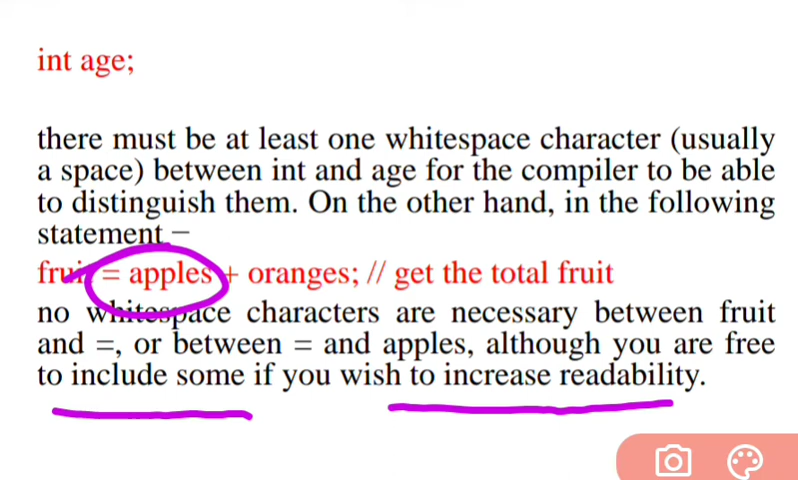 int age;
there must be at least one whitespace character (usually
a space) between int and age for the compiler to be able
to distinguish them. On the other hand, in the following
statement −
fruit = apples + oranges; // get the total fruit
no whitespace characters are necessary between fruit
and =, or between = and apples, although you are free
to include some if you wish to increase readability.